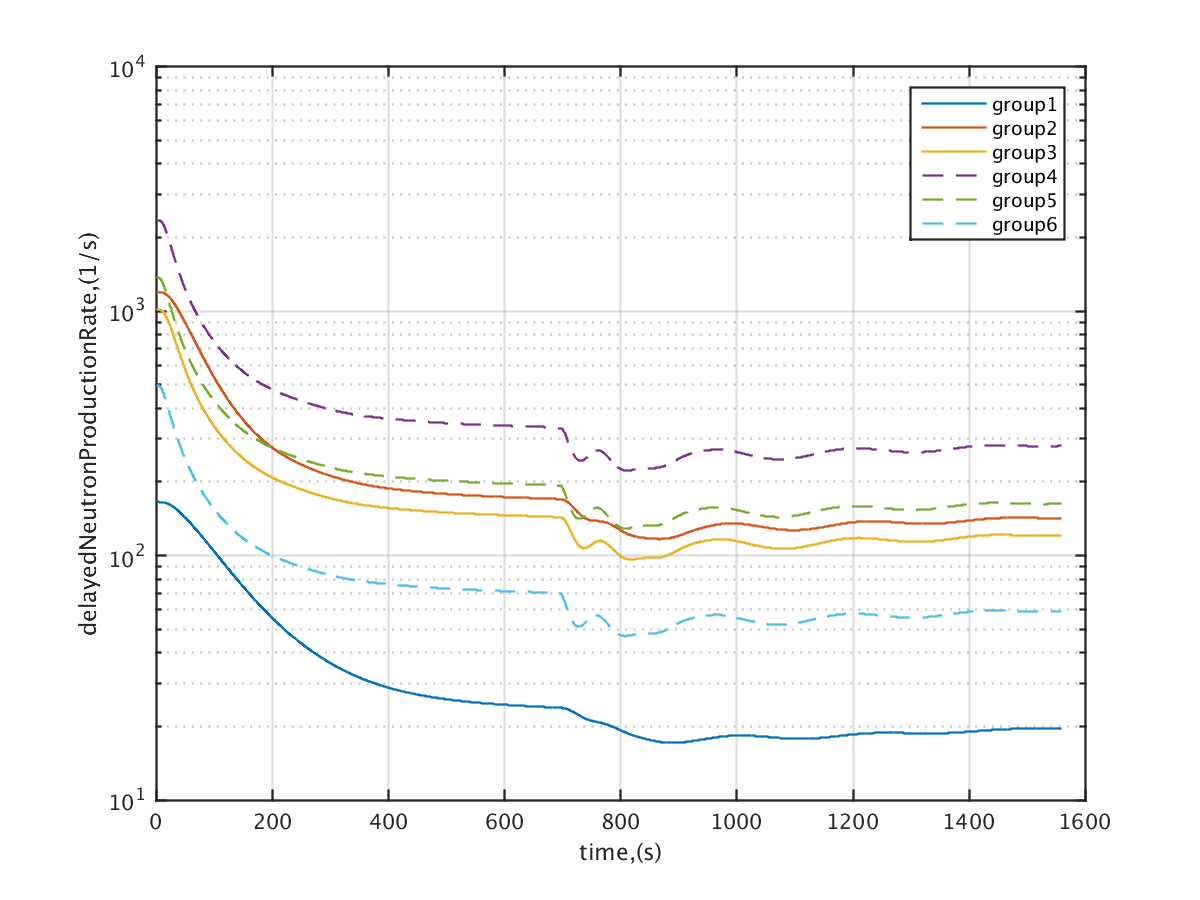 10^4
10^3
10^2
10^1
delayedNeutronProductionRate,(1/s)
group1
group2
group3
group4
group5
group6
0 200 400 600 800 1000 1200 1400 1600
time,(s)